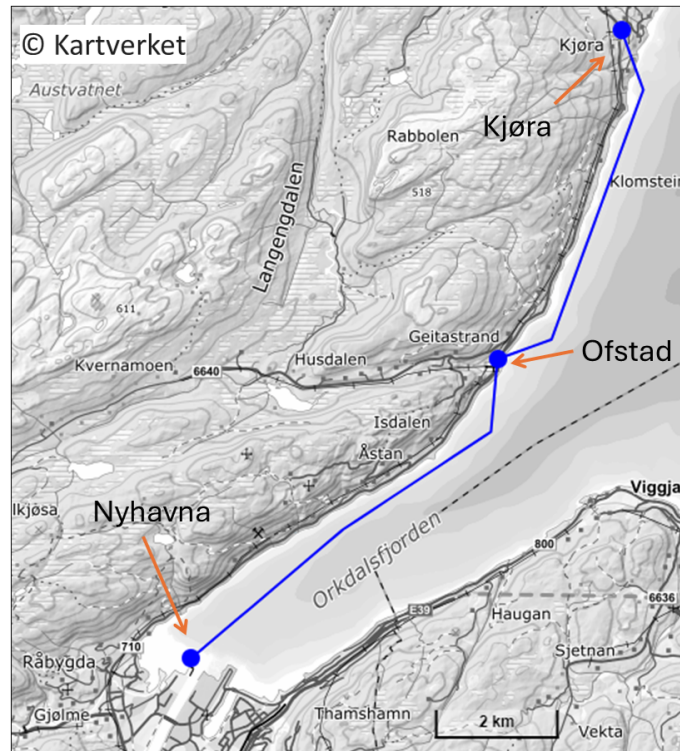 © Kartverket
Kjøra
Austvatnet
Kjøra
Rabbolen
Klomstein
518
Langengdalen
611
Geitastrand
Ofstad
Husdalen
Kvernamoen
6640
Isdalen
Åstan
Viggja
lkjøsa
Nyhavna
Orkdalsfjorden
800
E39
6636
Haugan
710
Sjetnan
Råbygda
Gjølme
Thamshamn
2 km
Vekta